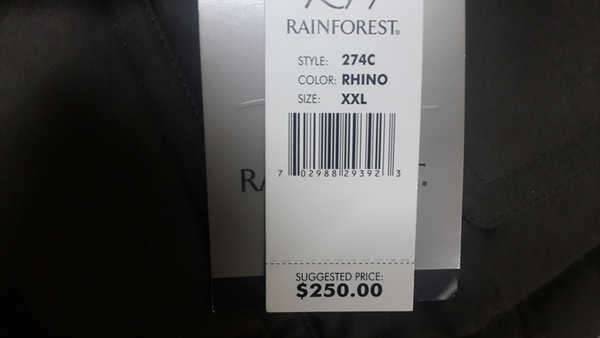 RAINFOREST®
STYLE: 274C
COLOR: RHINO
SIZE: XXL
7 02988 29392 3
SUGGESTED PRICE:
$250.00